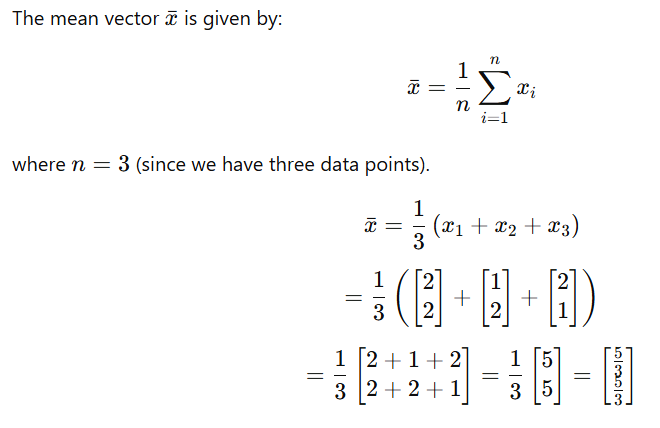 The mean vector x̄ is given by:
x̄ = \frac{1}{n} \sum_{i=1}^{n} x_i
where n = 3 (since we have three data points).
x̄ = \frac{1}{3} (x_1 + x_2 + x_3)
= \frac{1}{3} \left( \begin{bmatrix} 2 \\ 2 \end{bmatrix} + \begin{bmatrix} 1 \\ 2 \end{bmatrix} + \begin{bmatrix} 2 \\ 1 \end{bmatrix} \right)
= \frac{1}{3} \begin{bmatrix} 2 + 1 + 2 \\ 2 + 2 + 1 \end{bmatrix} = \frac{1}{3} \begin{bmatrix} 5 \\ 5 \end{bmatrix} = \begin{bmatrix} \frac{5}{3} \\ \frac{5}{3} \end{bmatrix}